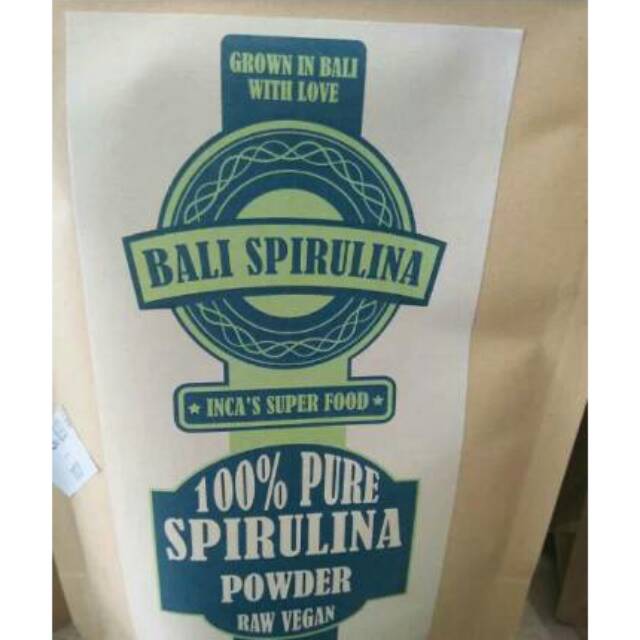 GROWN IN BALI
WITH LOVE
BALI SPIRULINA
★ INCA'S SUPER FOOD ★
100% PURE
SPIRULINA
POWDER
RAW VEGAN